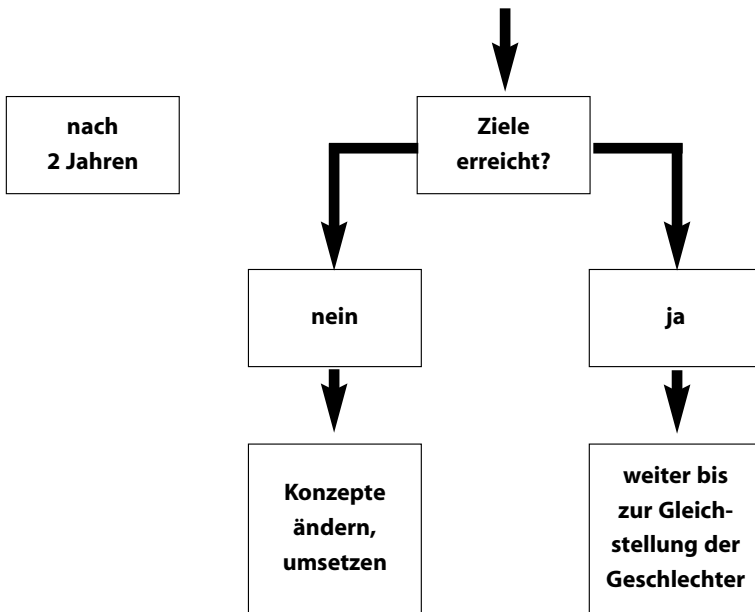 nach
2 Jahren
Ziele
erreicht?
nein
ja
Konzepte
ändern,
umsetzen
weiter bis
zur Gleich-
stellung der
Geschlechter